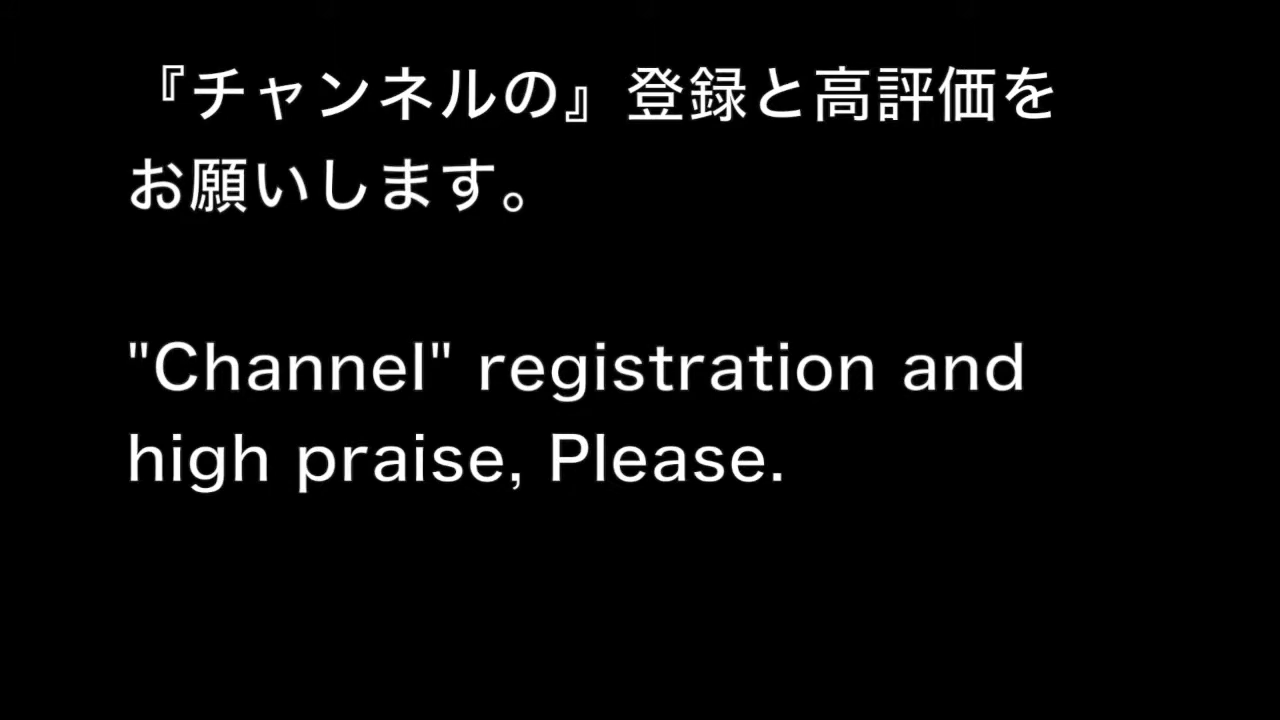 『チャンネルの』登録と高評価を
お願いします。
"Channel" registration and
high praise, Please.